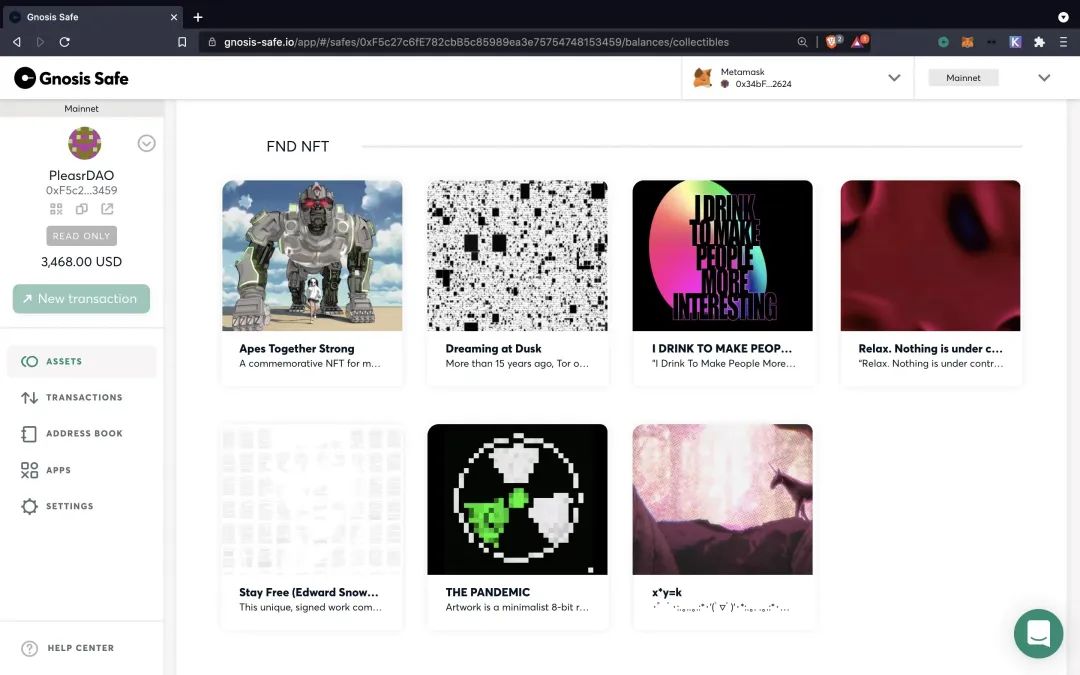 Gnosis Safe
gnosis-safe.io/app/#/safes/0xF5c27c6fE782cbB5c85989ea3e75754748153459/balances/collectibles
2
K
Gnosis Safe
Metamask
0x34bF...2624
Mainnet
Mainnet
PleasrDAO
0xF5c2...3459
READ ONLY
3,468.00 USD
New transaction
ASSETS
TRANSACTIONS
ADDRESS BOOK
APPS
SETTINGS
HELP CENTER
FND NFT
I DRINK
TO MAKE
PEOPLE
MORE
INTERESTING
Apes Together Strong
A commemorative NFT for m...
Dreaming at Dusk
More than 15 years ago, Tor o...
I DRINK TO MAKE PEOP...
"I Drink To Make People More...
Relax. Nothing is under c...
"Relax. Nothing is under contr...
Stay Free (Edward Snow...
This unique, signed work com...
THE PANDEMIC
Artwork is a minimalist 8-bit r...
x*y=k